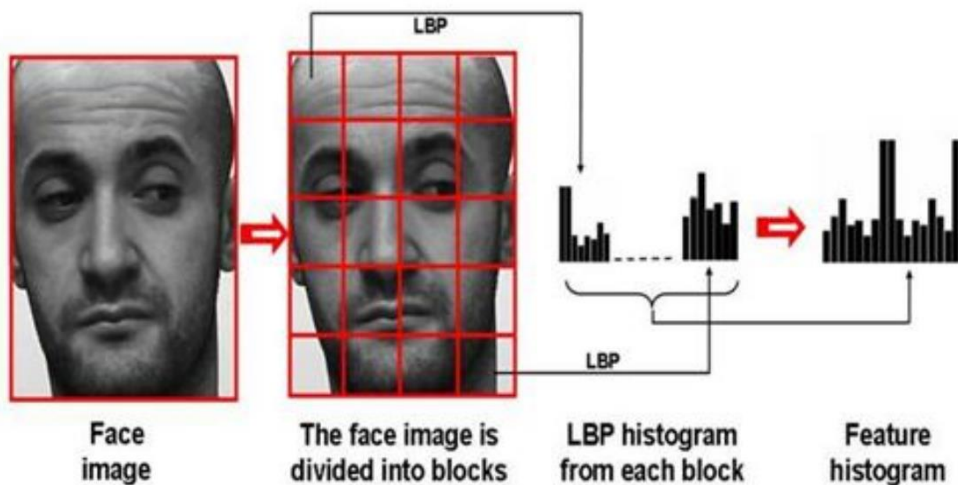 LBP
LBP
Face
image
The face image is
divided into blocks
LBP histogram
from each block
Feature
histogram